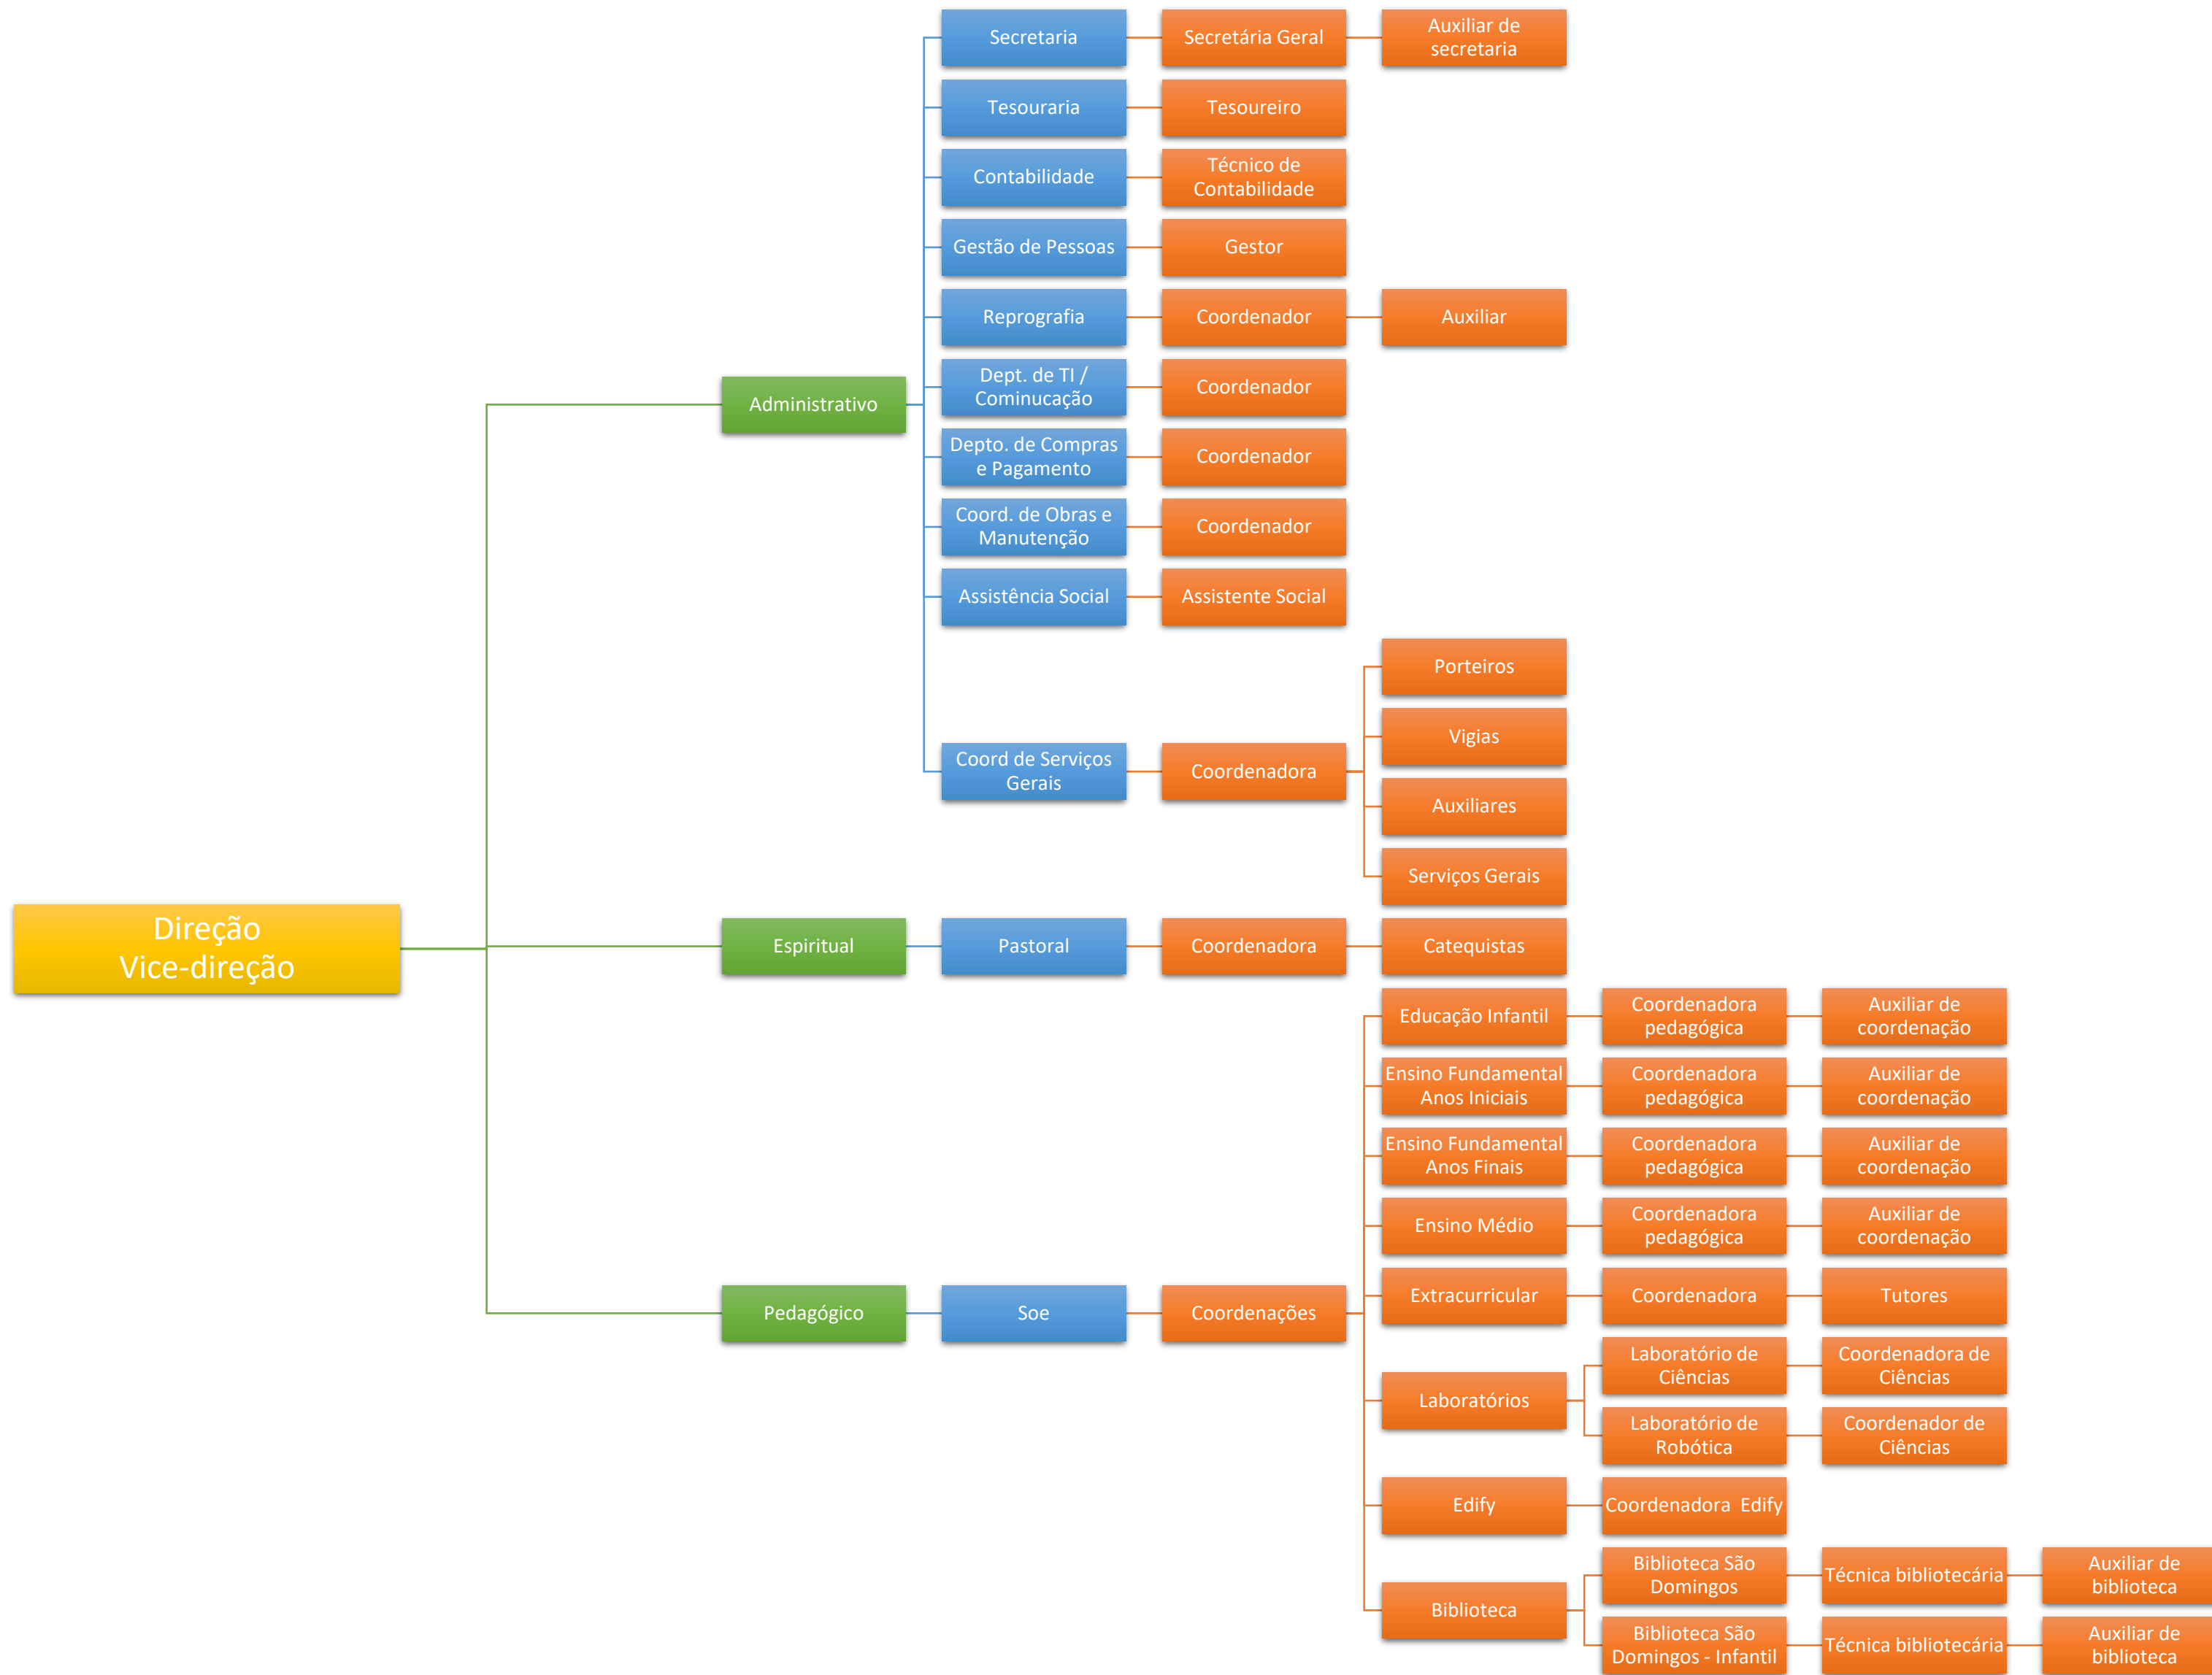 Secretaria
Secretária Geral
Auxiliar de
secretaria
Tesouraria
Tesoureiro
Contabilidade
Técnico de
Contabilidade
Gestão de Pessoas
Gestor
Reprografia
Coordenador
Auxiliar
Dept. de TI /
Cominucação
Coordenador
Administrativo
Depto. de Compras
e Pagamento
Coordenador
Coord. de Obras e
Manutenção
Coordenador
Assistência Social
Assistente Social
Porteiros
Vigias
Coord de Serviços
Gerais
Coordenadora
Auxiliares
Serviços Gerais
Direção
Vice-direção
Espiritual
Pastoral
Coordenadora
Catequistas
Educação Infantil
Coordenadora
pedagógica
Auxiliar de
coordenação
Ensino Fundamental
Anos Iniciais
Coordenadora
pedagógica
Auxiliar de
coordenação
Ensino Fundamental
Anos Finais
Coordenadora
pedagógica
Auxiliar de
coordenação
Ensino Médio
Coordenadora
pedagógica
Auxiliar de
coordenação
Pedagógico
Soe
Coordenações
Extracurricular
Coordenadora
Tutores
Laboratórios
Laboratório de
Ciências
Coordenadora de
Ciências
Laboratório de
Robótica
Coordenador de
Ciências
Edify
Coordenadora Edify
Biblioteca
Biblioteca São
Domingos
Técnica bibliotecária
Auxiliar de
biblioteca
Biblioteca São
Domingos - Infantil
Técnica bibliotecária
Auxiliar de
biblioteca